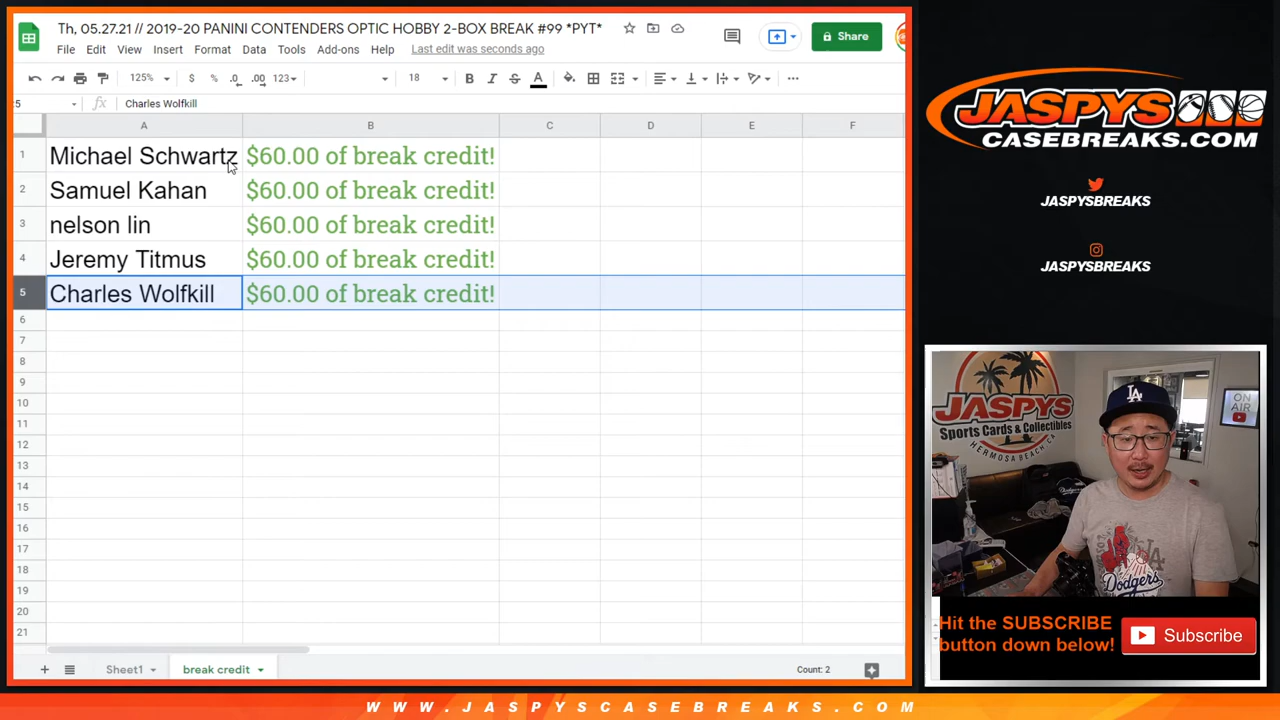 Th, 05.27.21 // 2019-20 PANINI CONTENDERS OPTIC HOBBY 2-BOX BREAK #99 *PYT*
File Edit View Insert Format Data Tools Add-ons Help Last edit was seconds ago
Share
125% $ % .0 .00 123 18 B I S A
5 fx Charles Wolfkill
A B C D E F
1 Michael Schwartz $60.00 of break credit!
2 Samuel Kahan $60.00 of break credit!
3 nelson lin $60.00 of break credit!
4 Jeremy Titmus $60.00 of break credit!
5 Charles Wolfkill $60.00 of break credit!
6
7
8
9
10
11
12
13
14
15
16
17
18
19
20
21
Sheet1 break credit Count: 2
JASPYS
CASEBREAKS.COM
JASPYSBREAKS
JASPYSBREAKS
JASPYS
Sports Cards & Collectibles
HERMOSA BEACH, CA
ON AIR
LA
Dodgers
Hit the SUBSCRIBE
button down below!
Subscribe
WWW.JASPYSCASEBREAKS.COM